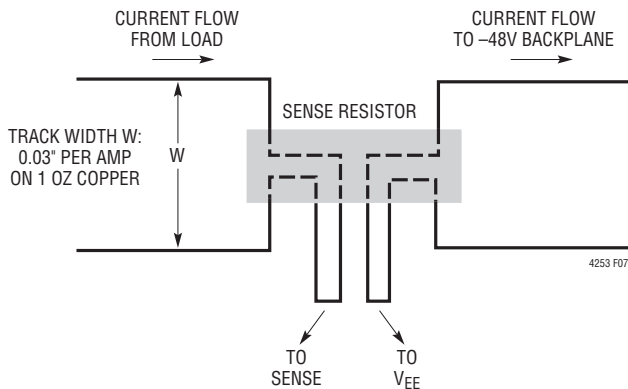 CURRENT FLOW
FROM LOAD
CURRENT FLOW
TO –48V BACKPLANE
SENSE RESISTOR
TRACK WIDTH W:
0.03" PER AMP
ON 1 OZ COPPER
W
4253 F07
TO
SENSE
TO
VEE